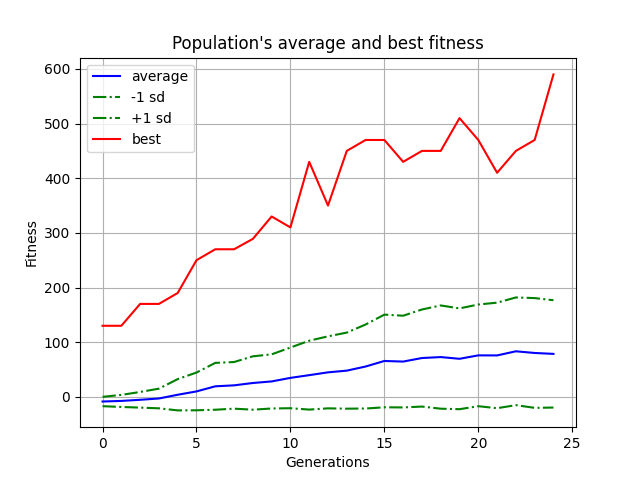 Population's average and best fitness
600
500
400
300
200
100
0
Fitness
average
-1 sd
+1 sd
best
0 5 10 15 20 25
Generations